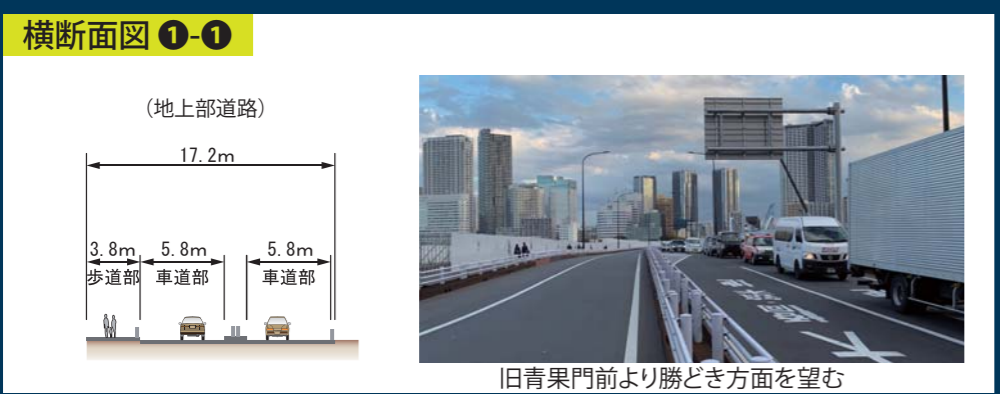 横断面図 ❶-❶
(地上部道路)
17.2m
3.8m 5.8m 5.8m
歩道部 車道部 車道部
旧青果門前より勝どき方面を望む